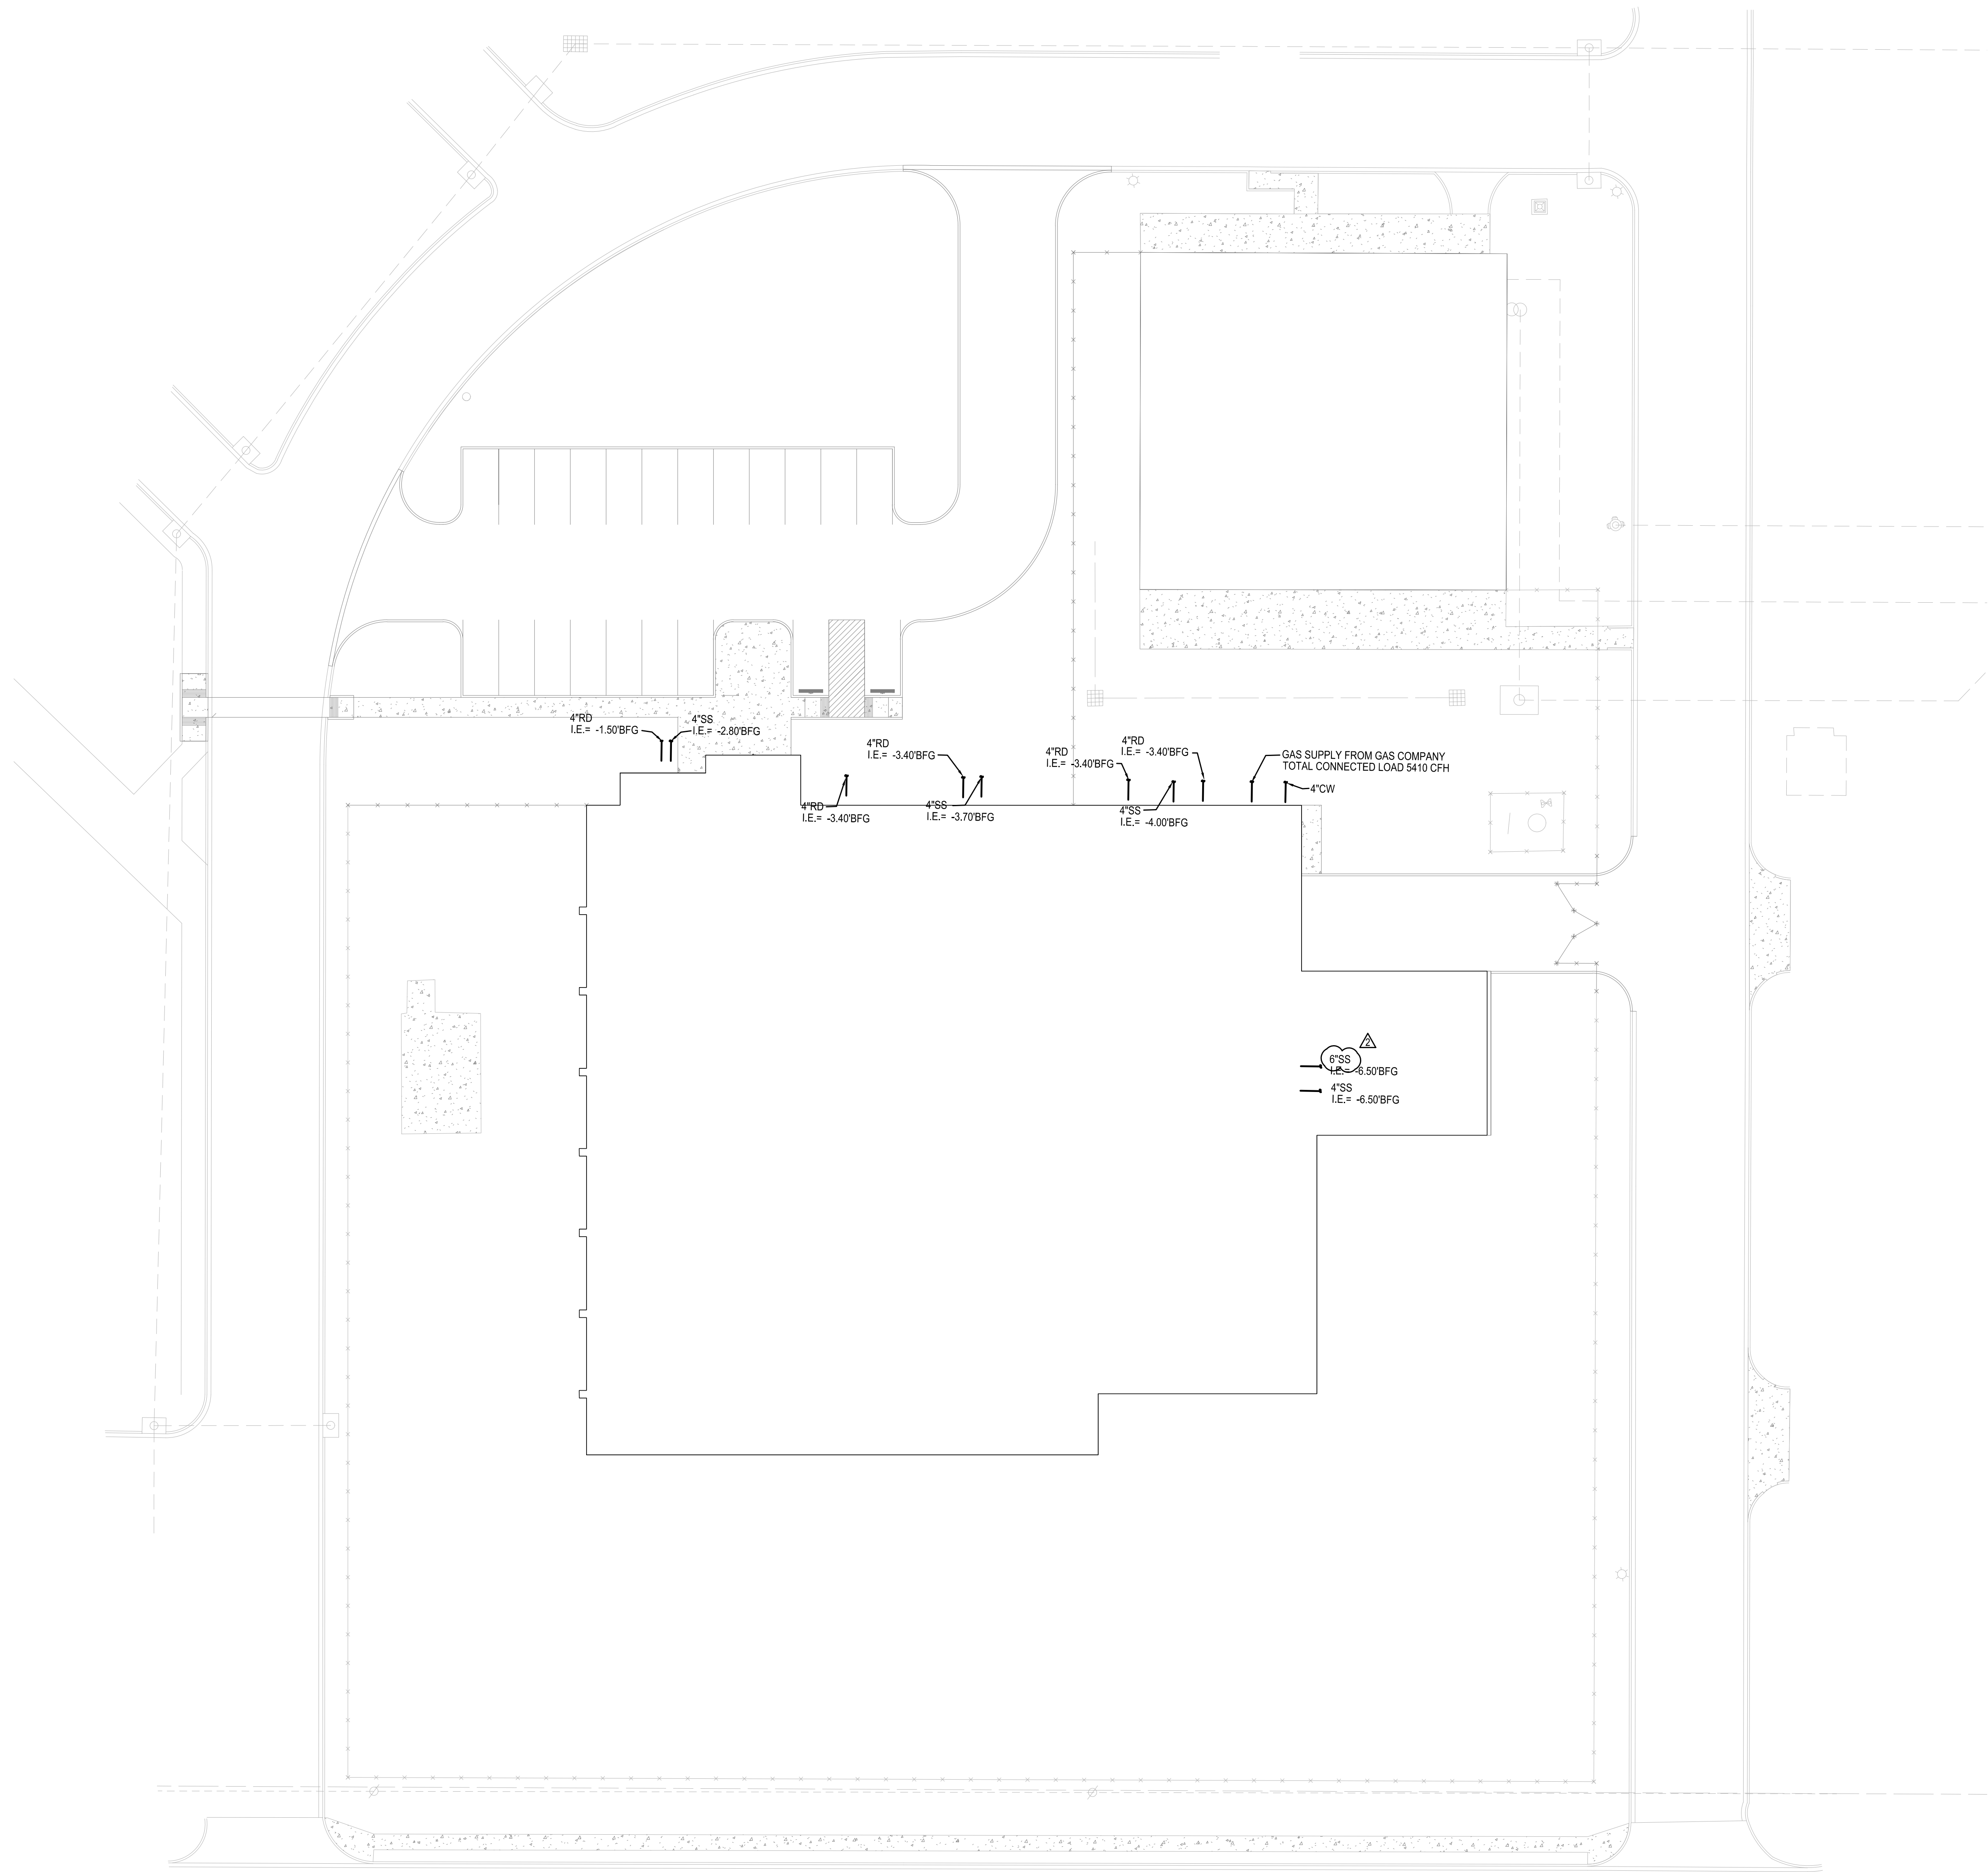 4"RD
I.E.= -1.50'BFG
4"SS
I.E.= -2.80'BFG
4"RD
I.E.= -3.40'BFG
4"RD
I.E.= -3.40'BFG
4"RD
I.E.= -3.40'BFG
GAS SUPPLY FROM GAS COMPANY
TOTAL CONNECTED LOAD 5410 CFH
4"CW
4"RD
I.E.= -3.40'BFG
4"SS
I.E.= -3.70'BFG
4"SS
I.E.= -4.00'BFG
2
6"SS
I.E.= -6.50'BFG
4"SS
I.E.= -6.50'BFG